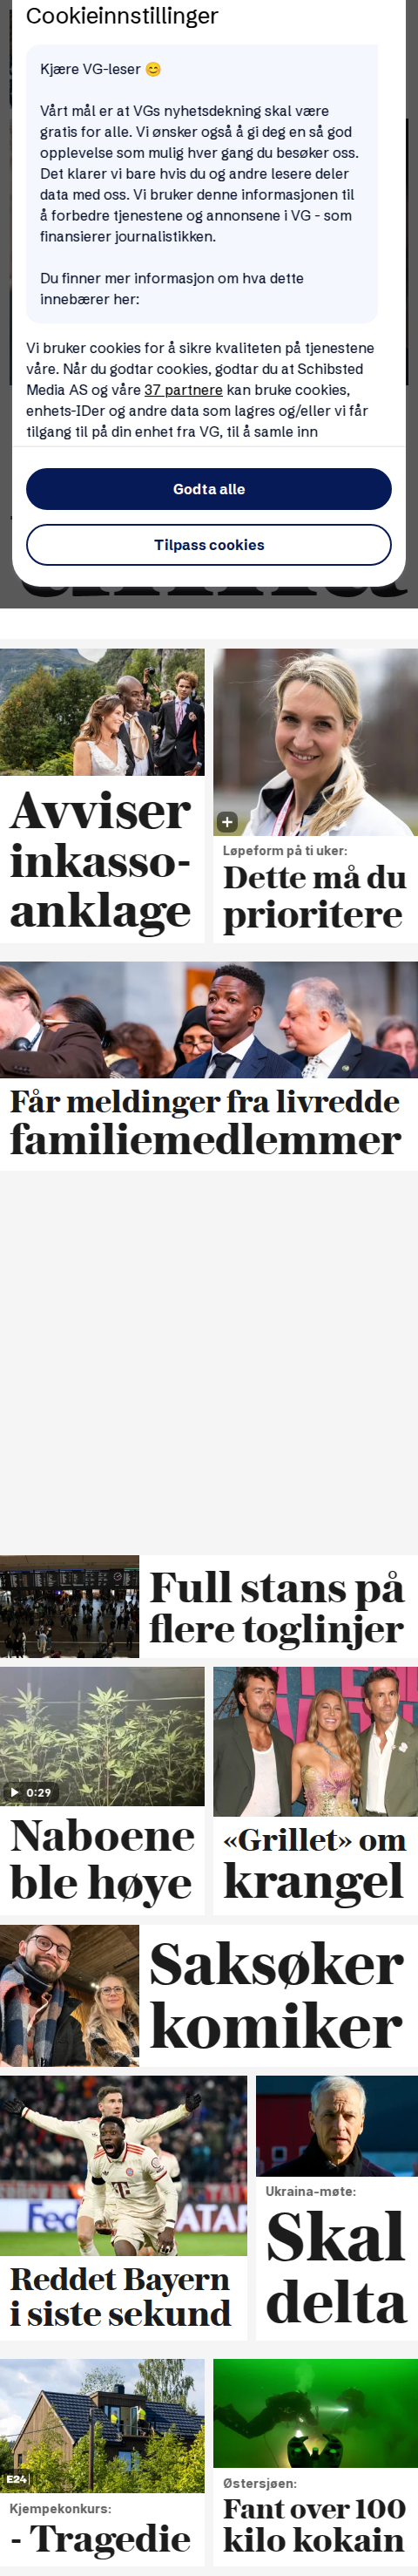 Cookieinnstillinger
Kjære VG-leser 😊
Vårt mål er at VGs nyhetsdekning skal være
gratis for alle. Vi ønsker også å gi deg en så god
opplevelse som mulig hver gang du besøker oss.
Det klarer vi bare hvis du og andre lesere deler
data med oss. Vi bruker denne informasjonen til
å forbedre tjenestene og annonsene i VG - som
finansierer journalistikken.
Du finner mer informasjon om hva dette
innebærer her:
Vi bruker cookies for å sikre kvaliteten på tjenestene
våre. Når du godtar cookies, godtar du at Schibsted
Media AS og våre 37 partnere kan bruke cookies,
enhets-IDer og andre data som lagres og/eller vi får
tilgang til på din enhet fra VG, til å samle inn
Godta alle
Tilpass cookies
Avviser
inkasso-
anklage
Løpeform på ti uker:
Dette må du
prioritere
Får meldinger fra livredde
familiemedlemmer
Full stans på
flere toglinjer
0:29
Naboene
ble høye
«Grillet» om
krangel
Saksøker
komiker
Reddet Bayern
i siste sekund
Ukraina-møte:
Skal
delta
E24
Kjempekonkurs:
- Tragedie
Østersjøen:
Fant over 100
kilo kokain